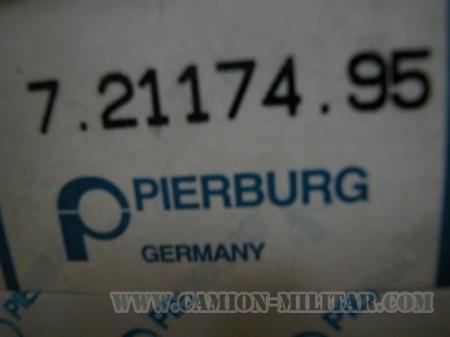 7.21174.95
PIERBURG
GERMANY
WWW.CAMION-MILITAR.COM